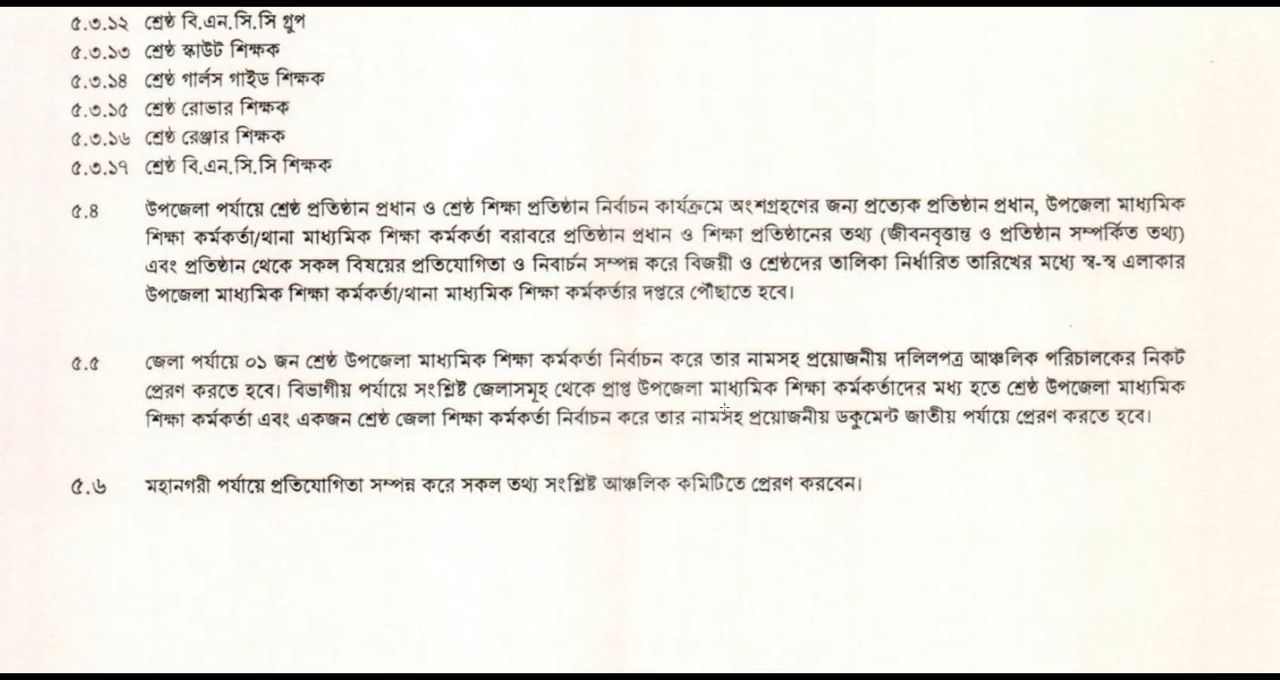 ৫.৩.১২ শ্রেষ্ঠ বি.এন.সি.সি গ্রুপ
৫.৩.১৩ শ্রেষ্ঠ স্কাউট শিক্ষক
৫.৩.১৪ শ্রেষ্ঠ গার্লস গাইড শিক্ষক
৫.৩.১৫ শ্রেষ্ঠ রোভার শিক্ষক
৫.৩.১৬ শ্রেষ্ঠ রেঞ্জার শিক্ষক
৫.৩.১৭ শ্রেষ্ঠ বি.এন.সি.সি শিক্ষক
৫.৪ উপজেলা পর্যায়ে শ্রেষ্ঠ প্রতিষ্ঠান প্রধান ও শ্রেষ্ঠ শিক্ষা প্রতিষ্ঠান নির্বাচন কার্যক্রমে অংশগ্রহণের জন্য প্রত্যেক প্রতিষ্ঠান প্রধান, উপজেলা মাধ্যমিক
শিক্ষা কর্মকর্তা/থানা মাধ্যমিক শিক্ষা কর্মকর্তা বরাবরে প্রতিষ্ঠান প্রধান ও শিক্ষা প্রতিষ্ঠানের তথ্য (জীবনবৃত্তান্ত ও প্রতিষ্ঠান সম্পর্কিত তথ্য)
এবং প্রতিষ্ঠান থেকে সকল বিষয়ের প্রতিযোগিতা ও নির্বাচন সম্পন্ন করে বিজয়ী ও শ্রেষ্ঠদের তালিকা নির্ধারিত তারিখের মধ্যে স্ব-স্ব এলাকার
উপজেলা মাধ্যমিক শিক্ষা কর্মকর্তা/থানা মাধ্যমিক শিক্ষা কর্মকর্তার দপ্তরে পৌঁছাতে হবে।
৫.৫ জেলা পর্যায়ে ০১ জন শ্রেষ্ঠ উপজেলা মাধ্যমিক শিক্ষা কর্মকর্তা নির্বাচন করে তার নামসহ প্রয়োজনীয় দলিলপত্র আঞ্চলিক পরিচালকের নিকট
প্রেরণ করতে হবে। বিভাগীয় পর্যায়ে সংশ্লিষ্ট জেলাসমূহ থেকে প্রাপ্ত উপজেলা মাধ্যমিক শিক্ষা কর্মকর্তাদের মধ্য হতে শ্রেষ্ঠ উপজেলা মাধ্যমিক
শিক্ষা কর্মকর্তা এবং একজন শ্রেষ্ঠ জেলা শিক্ষা কর্মকর্তা নির্বাচন করে তার নামসহ প্রয়োজনীয় ডকুমেন্ট জাতীয় পর্যায়ে প্রেরণ করতে হবে।
৫.৬ মহানগরী পর্যায়ে প্রতিযোগিতা সম্পন্ন করে সকল তথ্য সংশ্লিষ্ট আঞ্চলিক কমিটিতে প্রেরণ করবেন।